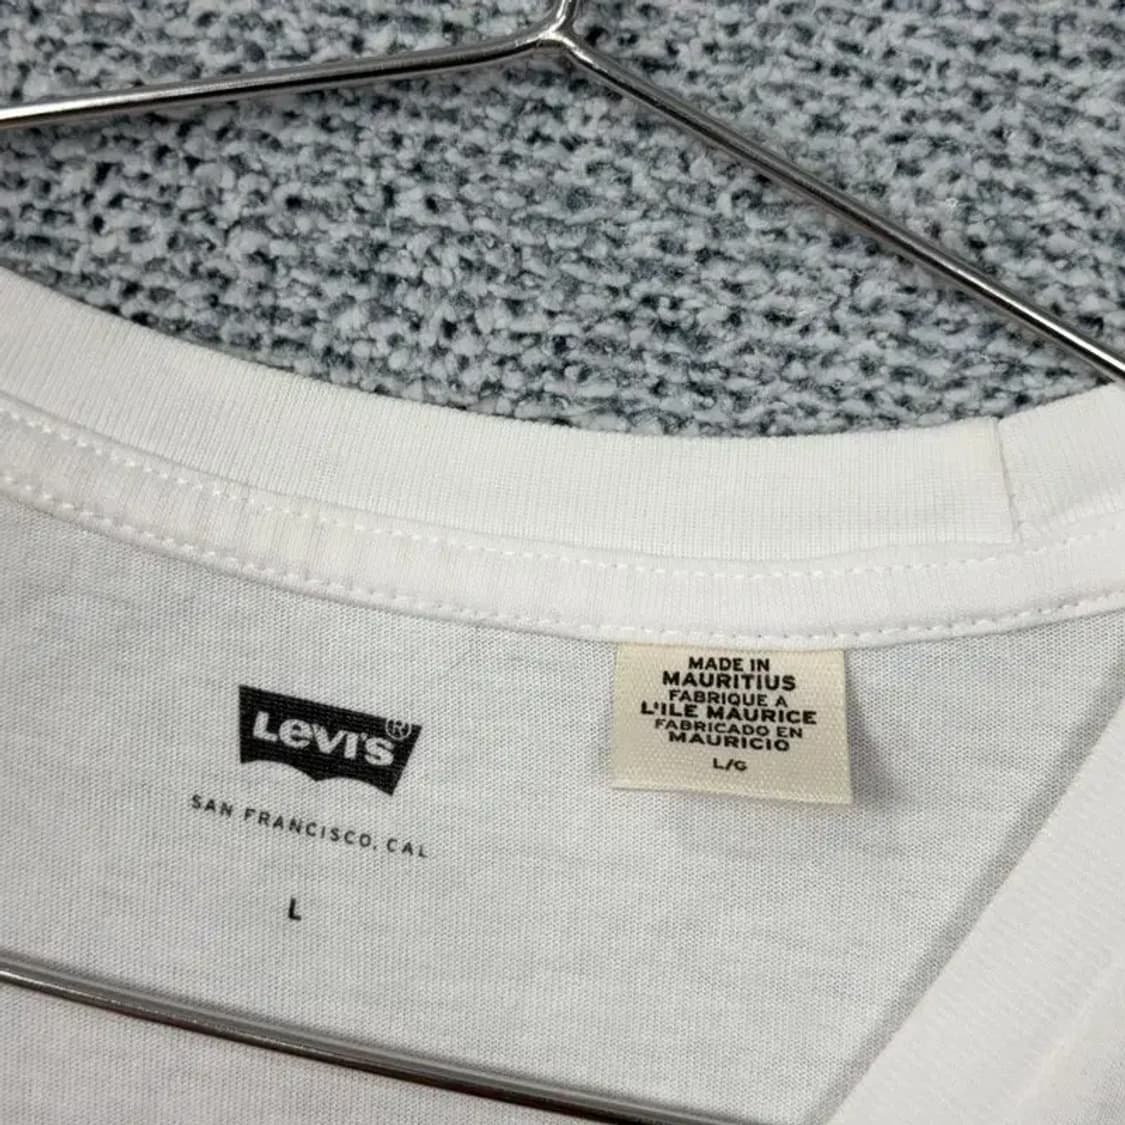 LEVI'S®
SAN FRANCISCO, CAL
L
MADE IN
MAURITIUS
FABRIQUE A
L'ILE MAURICE
FABRICADO EN
MAURICIO
L/G